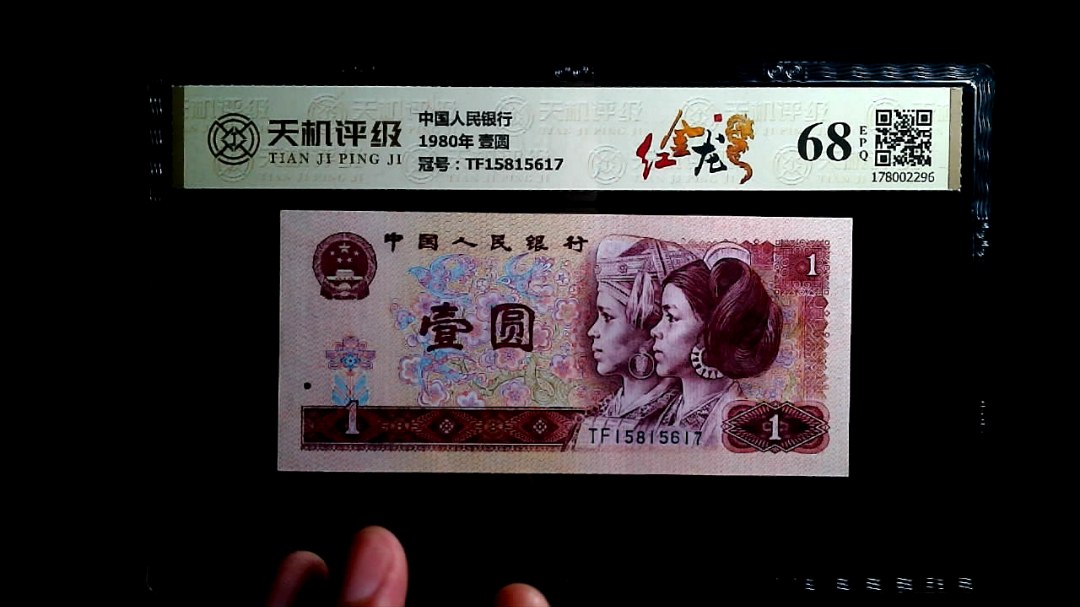 天机评级
TIAN JI PING JI
中国人民银行
1980年 壹圆
冠号：TF15815617
红金龙
68
EPQ
178002296
中国人民银行
1
壹圆
1
TF15815617
1